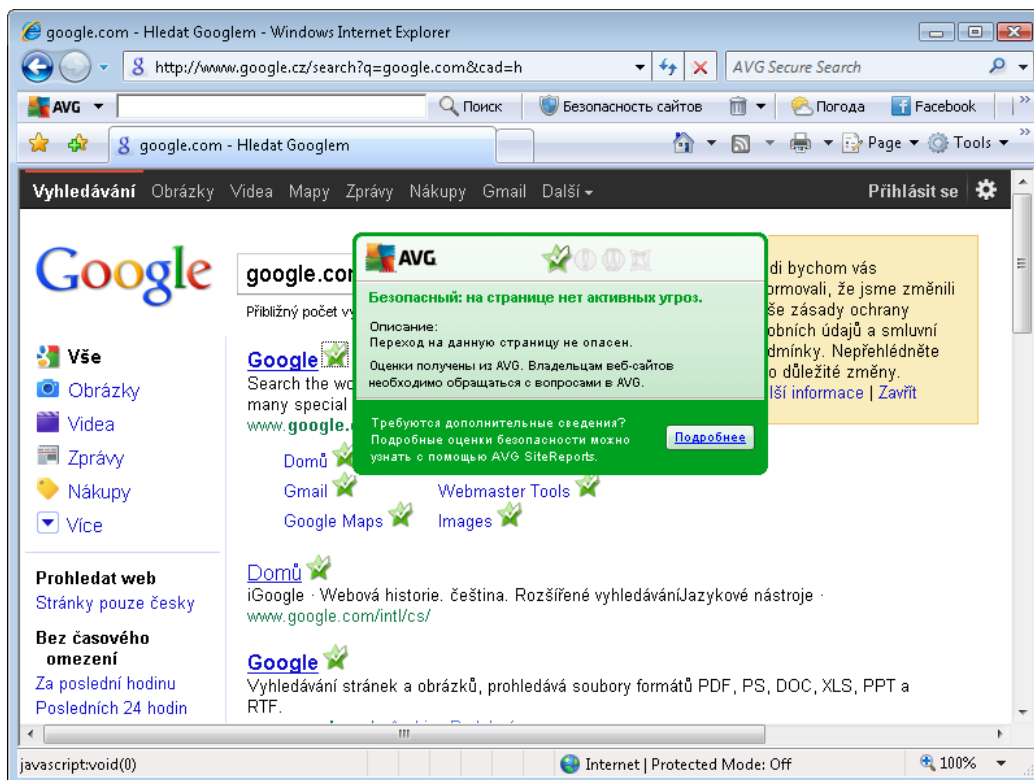 google.com - Hledat Googlem - Windows Internet Explorer
http://www.google.cz/search?q=google.com&cad=h
AVG Secure Search
AVG
Поиск
Безопасность сайтов
Погода
Facebook
google.com - Hledat Googlem
Page
Tools
Vyhledávání Obrázky Videa Mapy Zprávy Nákupy Gmail Další
Přihlásit se
Google
google.co
Přibližný počet v
AVG
Безопасный: на странице нет активных угроз.
Описание:
Переход на данную страницу не опасен.
Оценки получены из AVG. Владельцам веб-сайтов
необходимо обращаться с вопросами в AVG.
Требуются дополнительные сведения?
Подробные оценки безопасности можно
узнать с помощью AVG SiteReports.
Подробнее
di bychom vás
ormovali, že jsme změnili
še zásady ochrany
obních údajů a smluvní
dmínky. Nepřehlédněte
o důležité změny.
lší informace | Zavřít
Vše
Obrázky
Videa
Zprávy
Nákupy
Více
Prohledat web
Stránky pouze česky
Bez časového
omezení
Za poslední hodinu
Posledních 24 hodin
Google
Search the wo
many special
www.google.
Domů
Gmail
Webmaster Tools
Google Maps
Images
Domů
iGoogle · Webová historie. čeština. Rozšířené vyhledáváníJazykové nástroje ·
www.google.com/intl/cs/
Google
Vyhledávání stránek a obrázků, prohledává soubory formátů PDF, PS, DOC, XLS, PPT a
RTF.
javascript:void(0)
Internet | Protected Mode: Off
100%